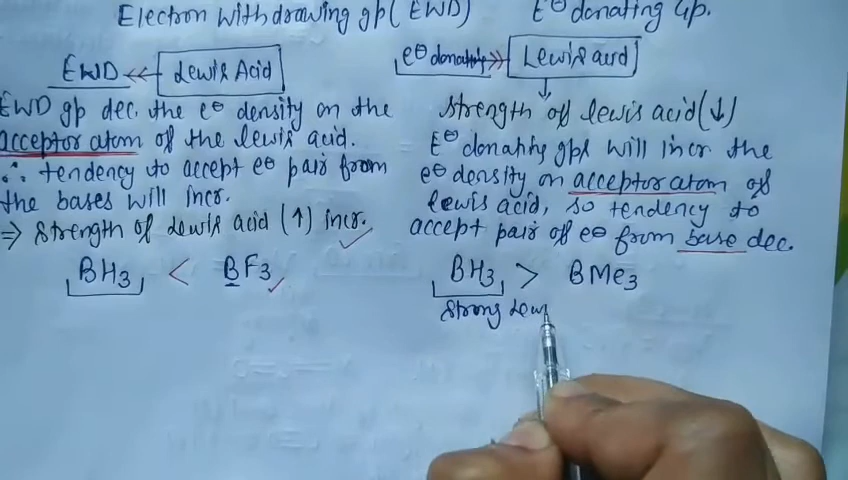 Electron withdrawing gp (EWD)
EWD << Lewis Acid
EWD gp dec. the e⊖ density on the
acceptor atom of the lewis acid.
∴ tendency to accept e⊖ pair from
the bases will incr.
⇒ Strength of Lewis acid (↑) incr. ✓
BH3 < BF3 ✓
E⊖ donating Gp.
e⊖ donating >> Lewis acid
↓
Strength of lewis acid (↓)
E⊖ donating gps will incr the
e⊖ density on acceptor atom of
lewis acid, so tendency to
accept pair of e⊖ from base dec.
BH3 > BMe3
Strong Lew